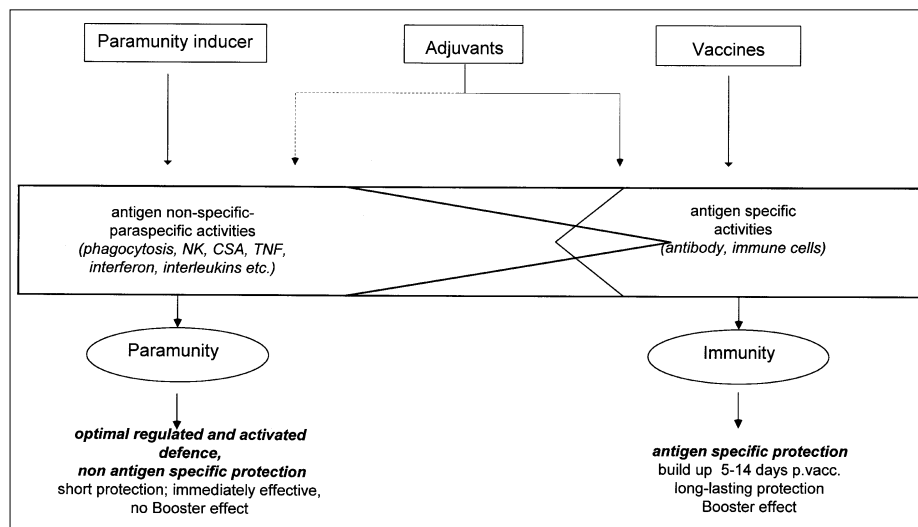 Paramunity inducer
Adjuvants
Vaccines
antigen non-specific-
paraspecific activities
(phagocytosis, NK, CSA, TNF,
interferon, interleukins etc.)
antigen specific
activities
(antibody, immune cells)
Paramunity
Immunity
optimal regulated and activated
defence,
non antigen specific protection
short protection; immediately effective,
no Booster effect
antigen specific protection
build up 5-14 days p.vacc.
long-lasting protection
Booster effect